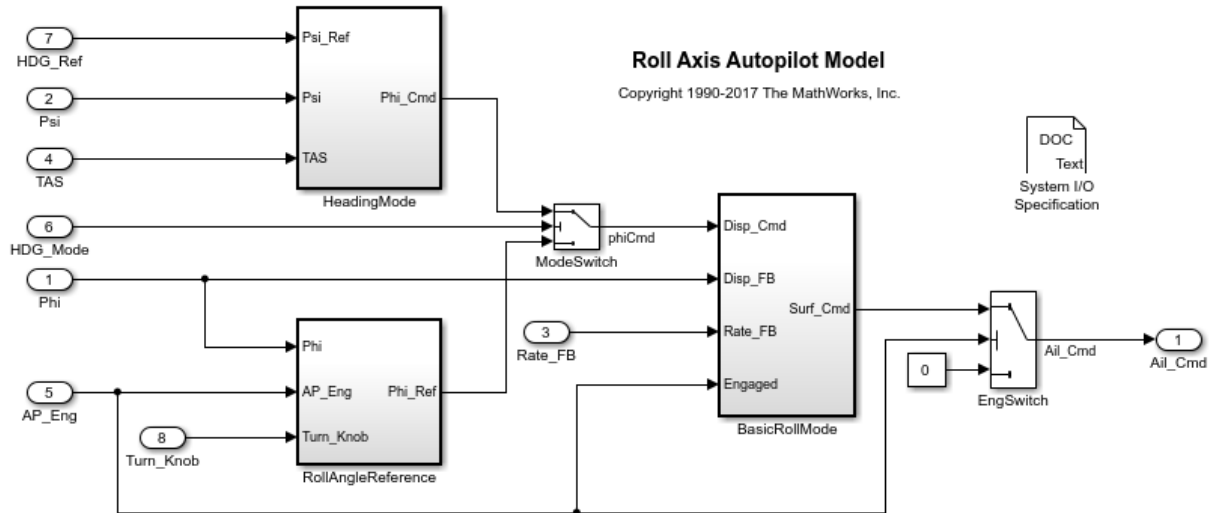 Roll Axis Autopilot Model
Copyright 1990-2017 The MathWorks, Inc.
7
HDG_Ref
2
Psi
4
TAS
Psi_Ref
Psi
TAS
Phi_Cmd
HeadingMode
6
HDG_Mode
1
Phi
5
AP_Eng
8
Turn_Knob
Phi
AP_Eng
Turn_Knob
Phi_Ref
RollAngleReference
phiCmd
ModeSwitch
3
Rate_FB
Disp_Cmd
Disp_FB
Rate_FB
Engaged
Surf_Cmd
BasicRollMode
DOC
Text
System I/O
Specification
0
Ail_Cmd
EngSwitch
1
Ail_Cmd